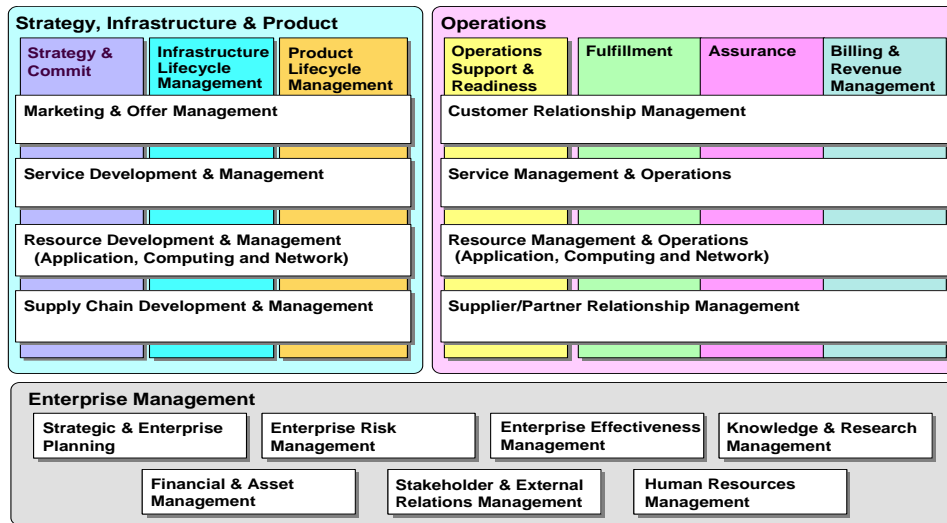 Strategy, Infrastructure & Product
Strategy &
Commit
Infrastructure
Lifecycle
Management
Product
Lifecycle
Management
Marketing & Offer Management
Service Development & Management
Resource Development & Management
(Application, Computing and Network)
Supply Chain Development & Management
Operations
Operations
Support &
Readiness
Fulfillment
Assurance
Billing &
Revenue
Management
Customer Relationship Management
Service Management & Operations
Resource Management & Operations
(Application, Computing and Network)
Supplier/Partner Relationship Management
Enterprise Management
Strategic & Enterprise
Planning
Enterprise Risk
Management
Enterprise Effectiveness
Management
Knowledge & Research
Management
Financial & Asset
Management
Stakeholder & External
Relations Management
Human Resources
Management